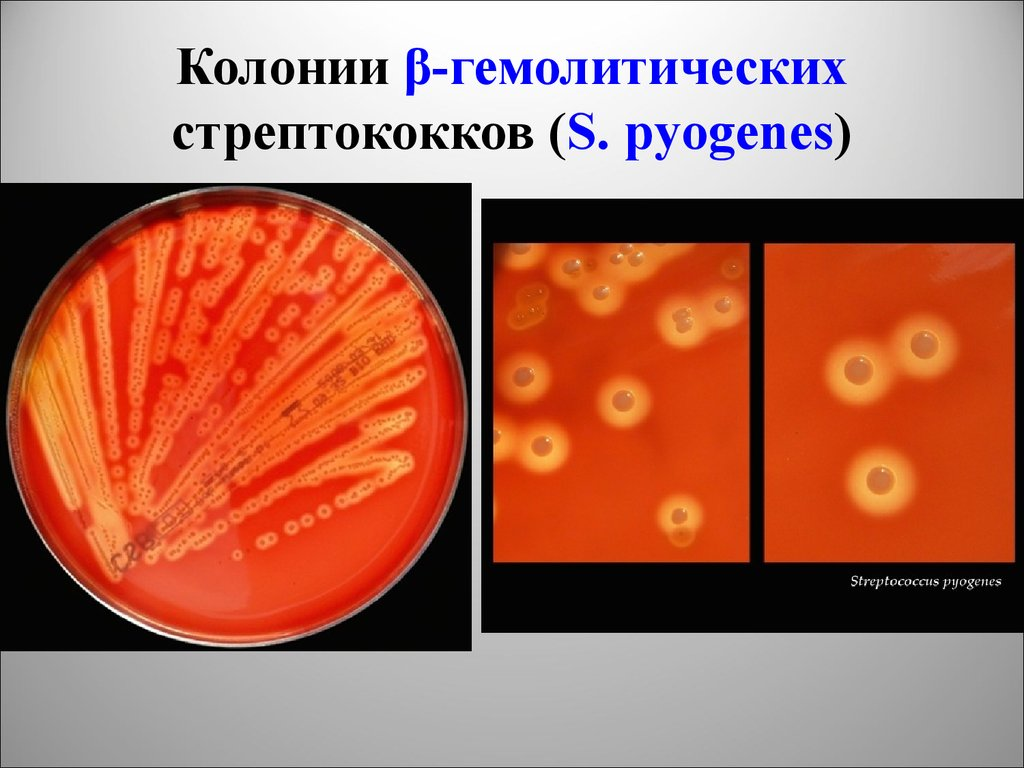 Колонии β-гемолитических
стрептококков (S. pyogenes)
Streptococcus pyogenes